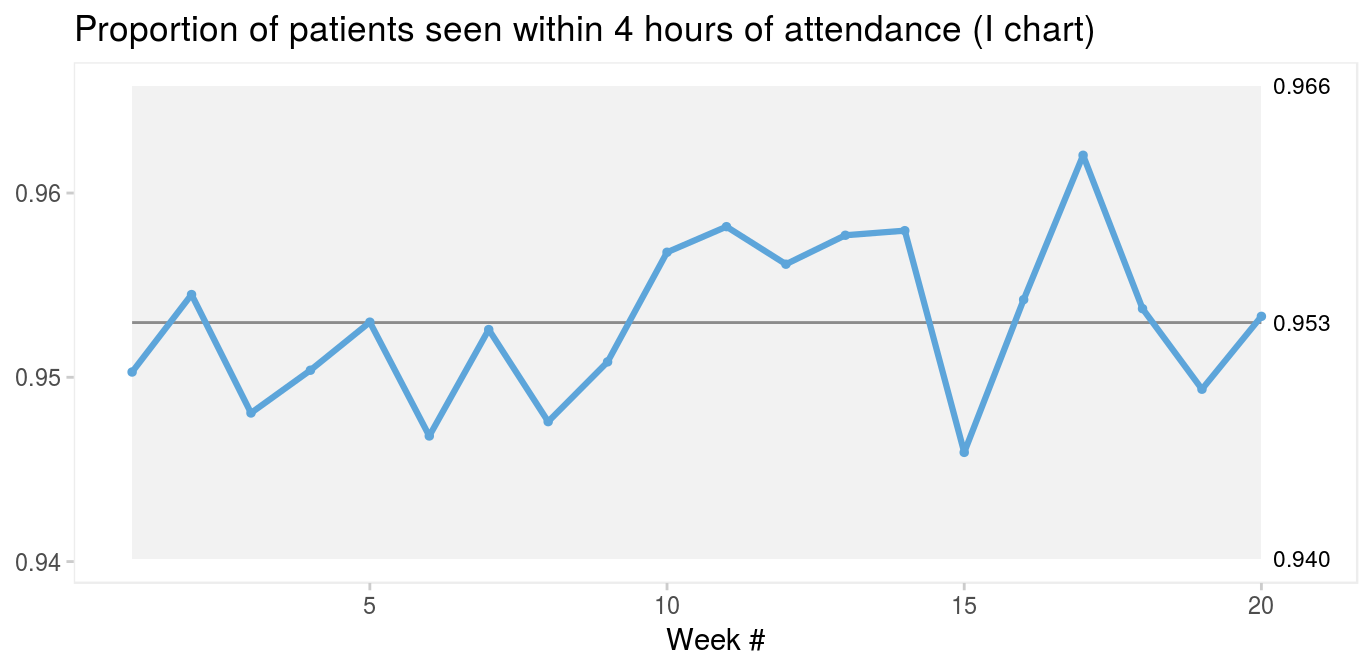 Proportion of patients seen within 4 hours of attendance (I chart)
0.966
0.96
0.953
0.95
0.940
0.94
5 10 15 20
Week #